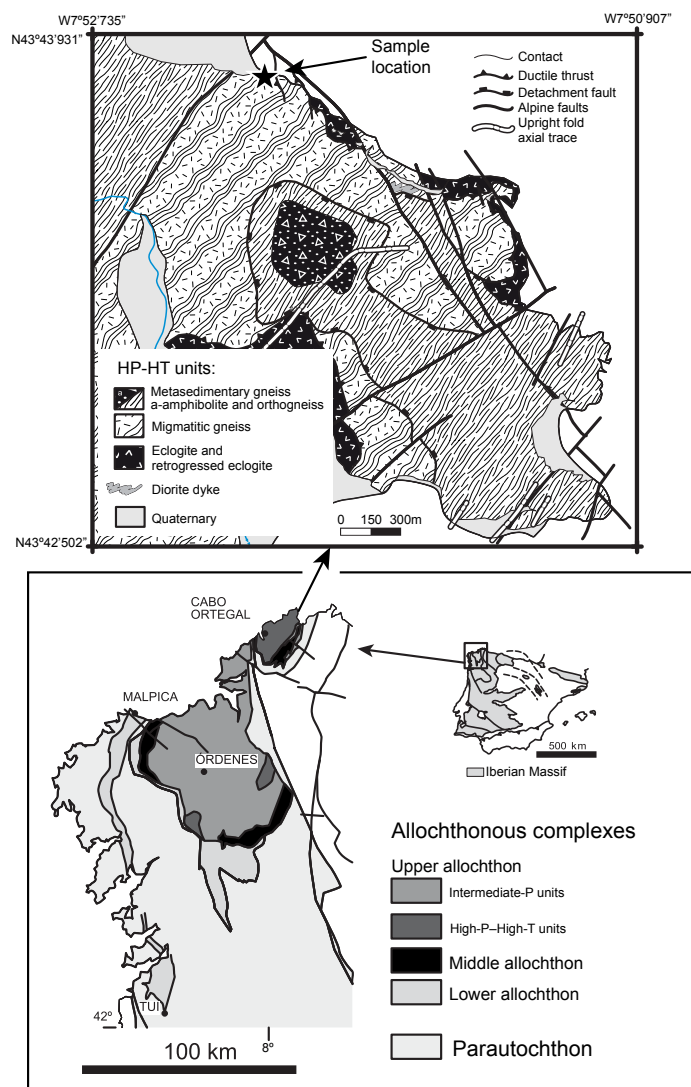 W7º52’735”
W7º50’907”
N43º43’931”
Sample
location
Contact
Ductile thrust
Detachment fault
Alpine faults
Upright fold
axial trace
HP-HT units:
a
Metasedimentary gneiss
a-amphibolite and orthogneiss
Migmatitic gneiss
Eclogite and
retrogressed eclogite
Diorite dyke
Quaternary
0 150 300m
N43º42’502”
CABO
ORTEGAL
MALPICA
ÓRDENES
500 km
Iberian Massif
Allochthonous complexes
Upper allochthon
Intermediate-P units
High-P–High-T units
Middle allochthon
Lower allochthon
TUI
42º
Parautochthon
8º
100 km